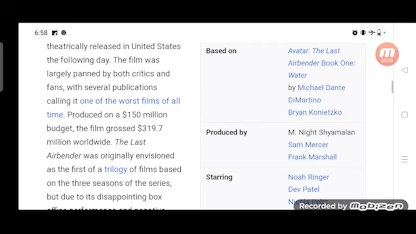 6:58
theatrically released in United States
the following day. The film was
largely panned by both critics and
fans, with several publications
calling it one of the worst films of all
time. Produced on a $150 million
budget, the film grossed $319.7
million worldwide. The Last
Airbender was originally envisioned
as the first of a trilogy of films based
on the three seasons of the series,
but due to its disappointing box
office performance and negative
Based on
Avatar: The Last
Airbender Book One:
Water
by Michael Dante
DiMartino
Bryan Konietzko
Produced by
M. Night Shyamalan
Sam Mercer
Frank Marshall
Starring
Noah Ringer
Dev Patel
Recorded by
MOBIZEN